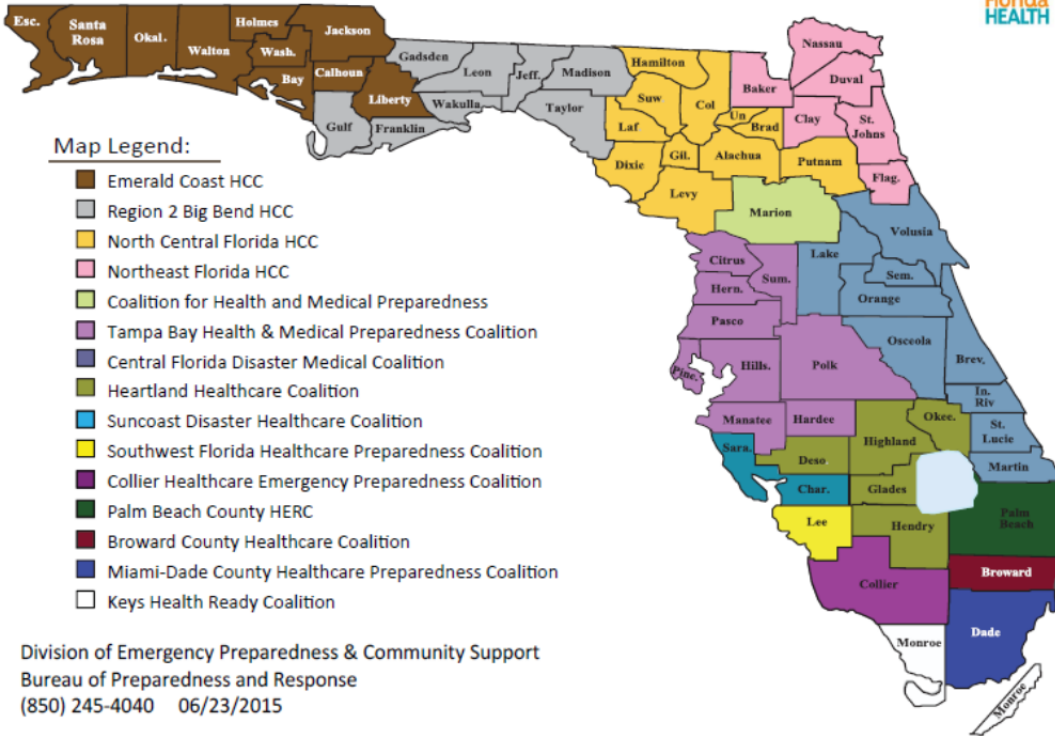 Florida
HEALTH
Esc.
Santa
Rosa
Okal.
Walton
Holmes
Wash.
Bay
Jackson
Calhoun
Liberty
Gulf
Gadsden
Leon
Jeff.
Madison
Wakulla
Franklin
Taylor
Hamilton
Suw
Col
Laf
Un
Brad
Gil.
Alachua
Dixie
Putnam
Levy
Nassau
Baker
Duval
Clay
St.
Johns
Flag.
Marion
Volusia
Lake
Sem.
Orange
Osceola
Brev.
In.
Riv
St.
Lucie
Martin
Citrus
Sum.
Hern.
Pasco
Pine.
Hills.
Polk
Manatee
Hardee
Okee.
Highland
Deso
Glades
Hendry
Sara.
Char.
Lee
Collier
Palm
Beach
Broward
Dade
Monroe
Monroe
Map Legend:
Emerald Coast HCC
Region 2 Big Bend HCC
North Central Florida HCC
Northeast Florida HCC
Coalition for Health and Medical Preparedness
Tampa Bay Health & Medical Preparedness Coalition
Central Florida Disaster Medical Coalition
Heartland Healthcare Coalition
Suncoast Disaster Healthcare Coalition
Southwest Florida Healthcare Preparedness Coalition
Collier Healthcare Emergency Preparedness Coalition
Palm Beach County HERC
Broward County Healthcare Coalition
Miami-Dade County Healthcare Preparedness Coalition
Keys Health Ready Coalition
Division of Emergency Preparedness & Community Support
Bureau of Preparedness and Response
(850) 245-4040 06/23/2015